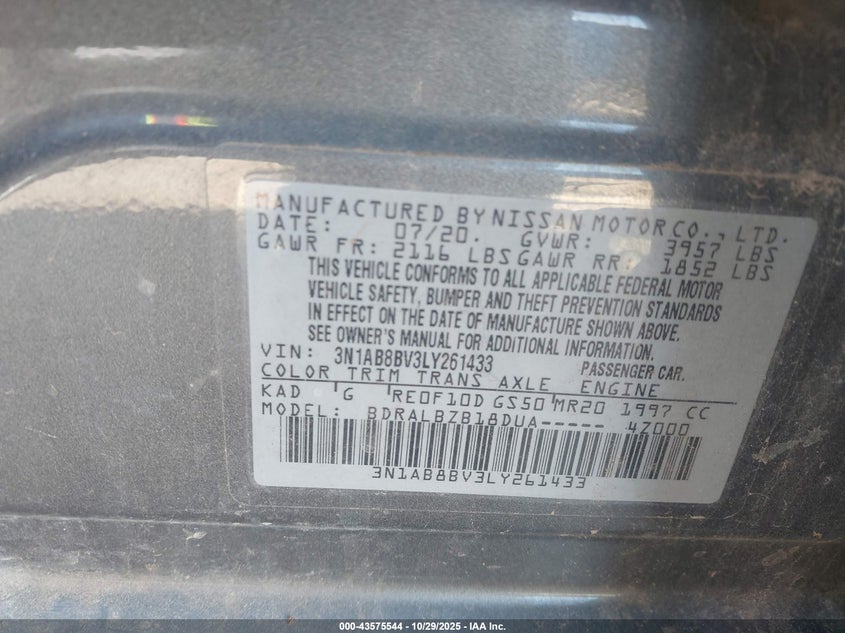 MANUFACTURED BY NISSAN MOTOR CO., LTD.
DATE: 07/20. GVWR: 3957 LBS
GAWR FR: 2116 LBS GAWR RR: 1852 LBS
THIS VEHICLE CONFORMS TO ALL APPLICABLE FEDERAL MOTOR
VEHICLE SAFETY, BUMPER AND THEFT PREVENTION STANDARDS
IN EFFECT ON THE DATE OF MANUFACTURE SHOWN ABOVE.
SEE OWNER'S MANUAL FOR ADDITIONAL INFORMATION.
VIN: 3N1AB8BV3LY261433 PASSENGER CAR.
COLOR TRIM TRANS AXLE ENGINE
KAD G RE0F10D GS50 MR20 1997 CC
MODEL: BDRALBZB18DUA----- 4Z000
3N1AB8BV3LY261433
000-43575544 - 10/29/2025 - IAA Inc.